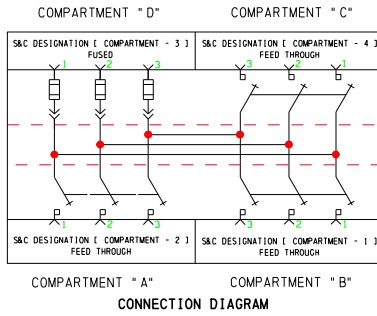 COMPARTMENT "D" COMPARTMENT "C"
S&C DESIGNATION [ COMPARTMENT - 3 ] S&C DESIGNATION [ COMPARTMENT - 4 ]
FUSED FEED THROUGH
1 2 3 3 2 1
1 2 3 3 2 1
S&C DESIGNATION [ COMPARTMENT - 2 ] S&C DESIGNATION [ COMPARTMENT - 1 ]
FEED THROUGH FEED THROUGH
COMPARTMENT "A" COMPARTMENT "B"
CONNECTION DIAGRAM